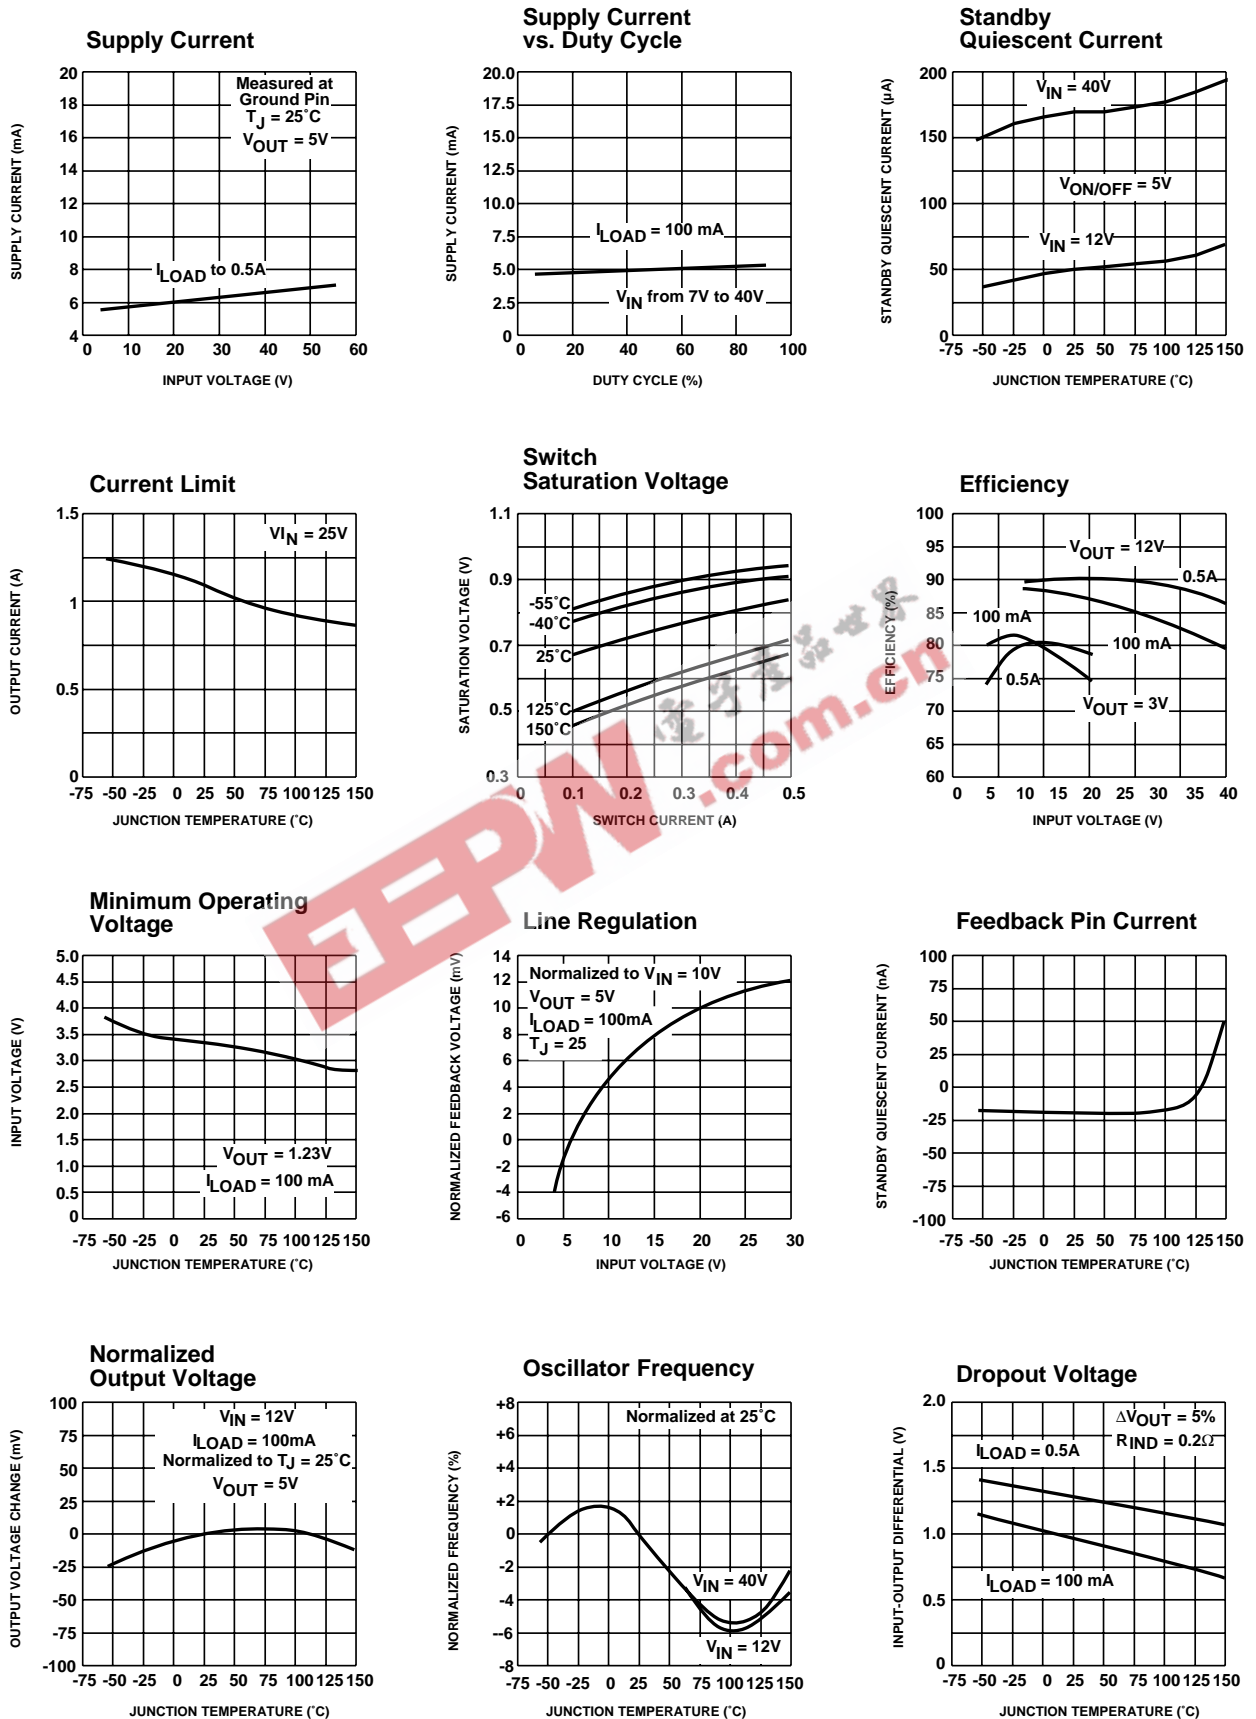 Supply Current
20
18
16
14
12
10
8
6
4
Measured at
Ground Pin
TJ = 25˚C
VOUT = 5V
ILOAD to 0.5A
0 10 20 30 40 50 60
SUPPLY CURRENT (mA)
INPUT VOLTAGE (V)
Supply Current
vs. Duty Cycle
20.0
17.5
15.0
12.5
10.0
7.5
5.0
2.5
0
ILOAD = 100 mA
VIN from 7V to 40V
0 20 40 60 80 100
SUPPLY CURRENT (mA)
DUTY CYCLE (%)
Standby
Quiescent Current
200
150
100
50
0
VIN = 40V
VON/OFF = 5V
VIN = 12V
-75 -50 -25 0 25 50 75 100 125 150
STANDBY QUIESCENT CURRENT (µA)
JUNCTION TEMPERATURE (˚C)
Current Limit
1.5
1
0.5
0
VIN = 25V
-75 -50 -25 0 25 50 75 100 125 150
OUTPUT CURRENT (A)
JUNCTION TEMPERATURE (˚C)
Switch
Saturation Voltage
1.1
0.9
0.7
0.5
0.3
-55˚C
-40˚C
25˚C
125˚C
150˚C
0 0.1 0.2 0.3 0.4 0.5
SATURATION VOLTAGE (V)
SWITCH CURRENT (A)
Efficiency
100
95
90
85
80
75
70
65
60
VOUT = 12V
0.5A
100 mA
100 mA
0.5A
VOUT = 3V
0 5 10 15 20 25 30 35 40
EFFICIENCY (%)
INPUT VOLTAGE (V)
Minimum Operating
Voltage
5.0
4.5
4.0
3.5
3.0
2.5
2.0
1.5
1.0
0.5
0
VOUT = 1.23V
ILOAD = 100 mA
-75 -50 -25 0 25 50 75 100 125 150
INPUT VOLTAGE (V)
JUNCTION TEMPERATURE (˚C)
Line Regulation
14
12
10
8
6
4
2
0
-2
-4
-6
Normalized to VIN = 10V
VOUT = 5V
ILOAD = 100mA
TJ = 25
0 5 10 15 20 25 30
NORMALIZED FEEDBACK VOLTAGE (mV)
INPUT VOLTAGE (V)
Feedback Pin Current
100
75
50
25
0
-25
-50
-75
-100
-75 -50 -25 0 25 50 75 100 125 150
STANDBY QUIESCENT CURRENT (nA)
JUNCTION TEMPERATURE (˚C)
Normalized
Output Voltage
100
75
50
25
0
-25
-50
-75
-100
VIN = 12V
ILOAD = 100mA
Normalized to TJ = 25˚C
VOUT = 5V
-75 -50 -25 0 25 50 75 100 125 150
OUTPUT VOLTAGE CHANGE (mV)
JUNCTION TEMPERATURE (˚C)
Oscillator Frequency
+8
+6
+4
+2
0
-2
-4
--6
-8
Normalized at 25˚C
VIN = 40V
VIN = 12V
-75 -50 -25 0 25 50 75 100 125 150
NORMALIZED FREQUENCY (%)
JUNCTION TEMPERATURE (˚C)
Dropout Voltage
2.0
1.5
1.0
0.5
0
ΔVOUT = 5%
RIND = 0.2Ω
ILOAD = 0.5A
ILOAD = 100 mA
-75 -50 -25 0 25 50 75 100 125 150
INPUT-OUTPUT DIFFERENTIAL (V)
JUNCTION TEMPERATURE (˚C)
EEPW.com.cn
電子產品世界